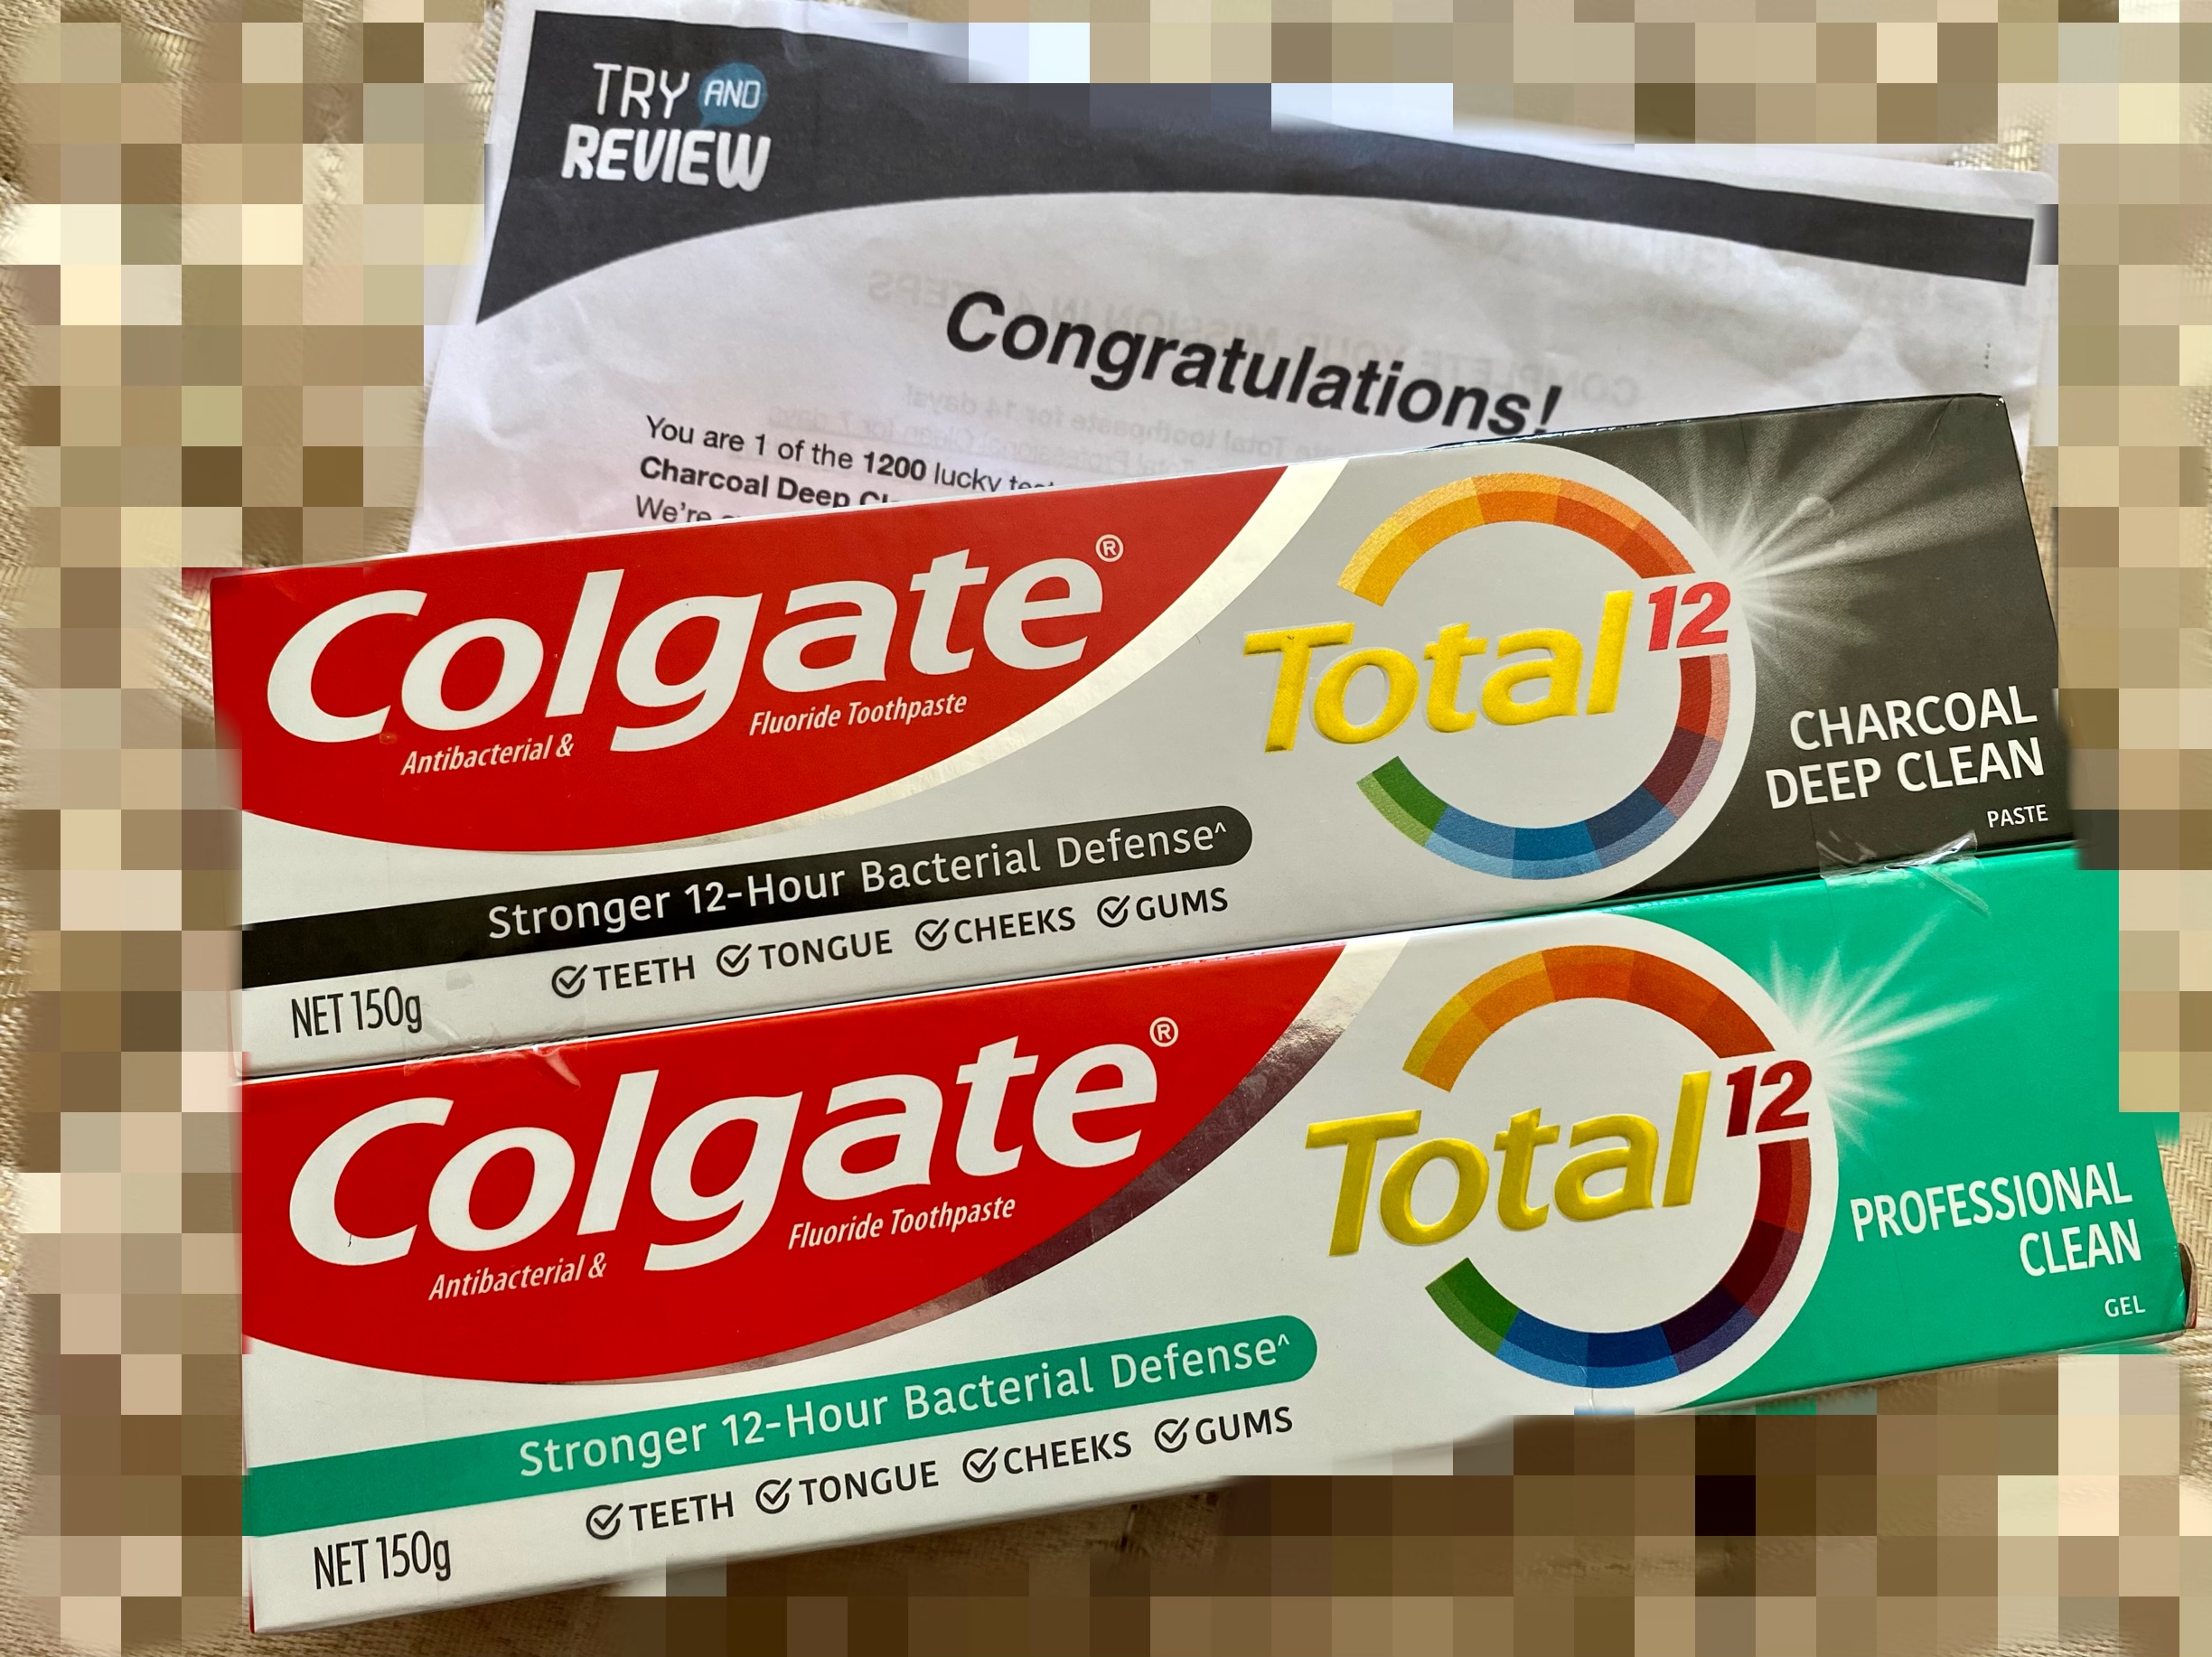 TRY AND
REVIEW
Congratulations!
You are 1 of the 1200 lucky
Charcoal Deep
We're
Colgate®
Antibacterial & Fluoride Toothpaste
Total 12
CHARCOAL
DEEP CLEAN
PASTE
Stronger 12-Hour Bacterial Defense^
TEETH TONGUE CHEEKS GUMS
NET 150g
Colgate®
Antibacterial & Fluoride Toothpaste
Total 12
PROFESSIONAL
CLEAN
GEL
Stronger 12-Hour Bacterial Defense^
TEETH TONGUE CHEEKS GUMS
NET 150g